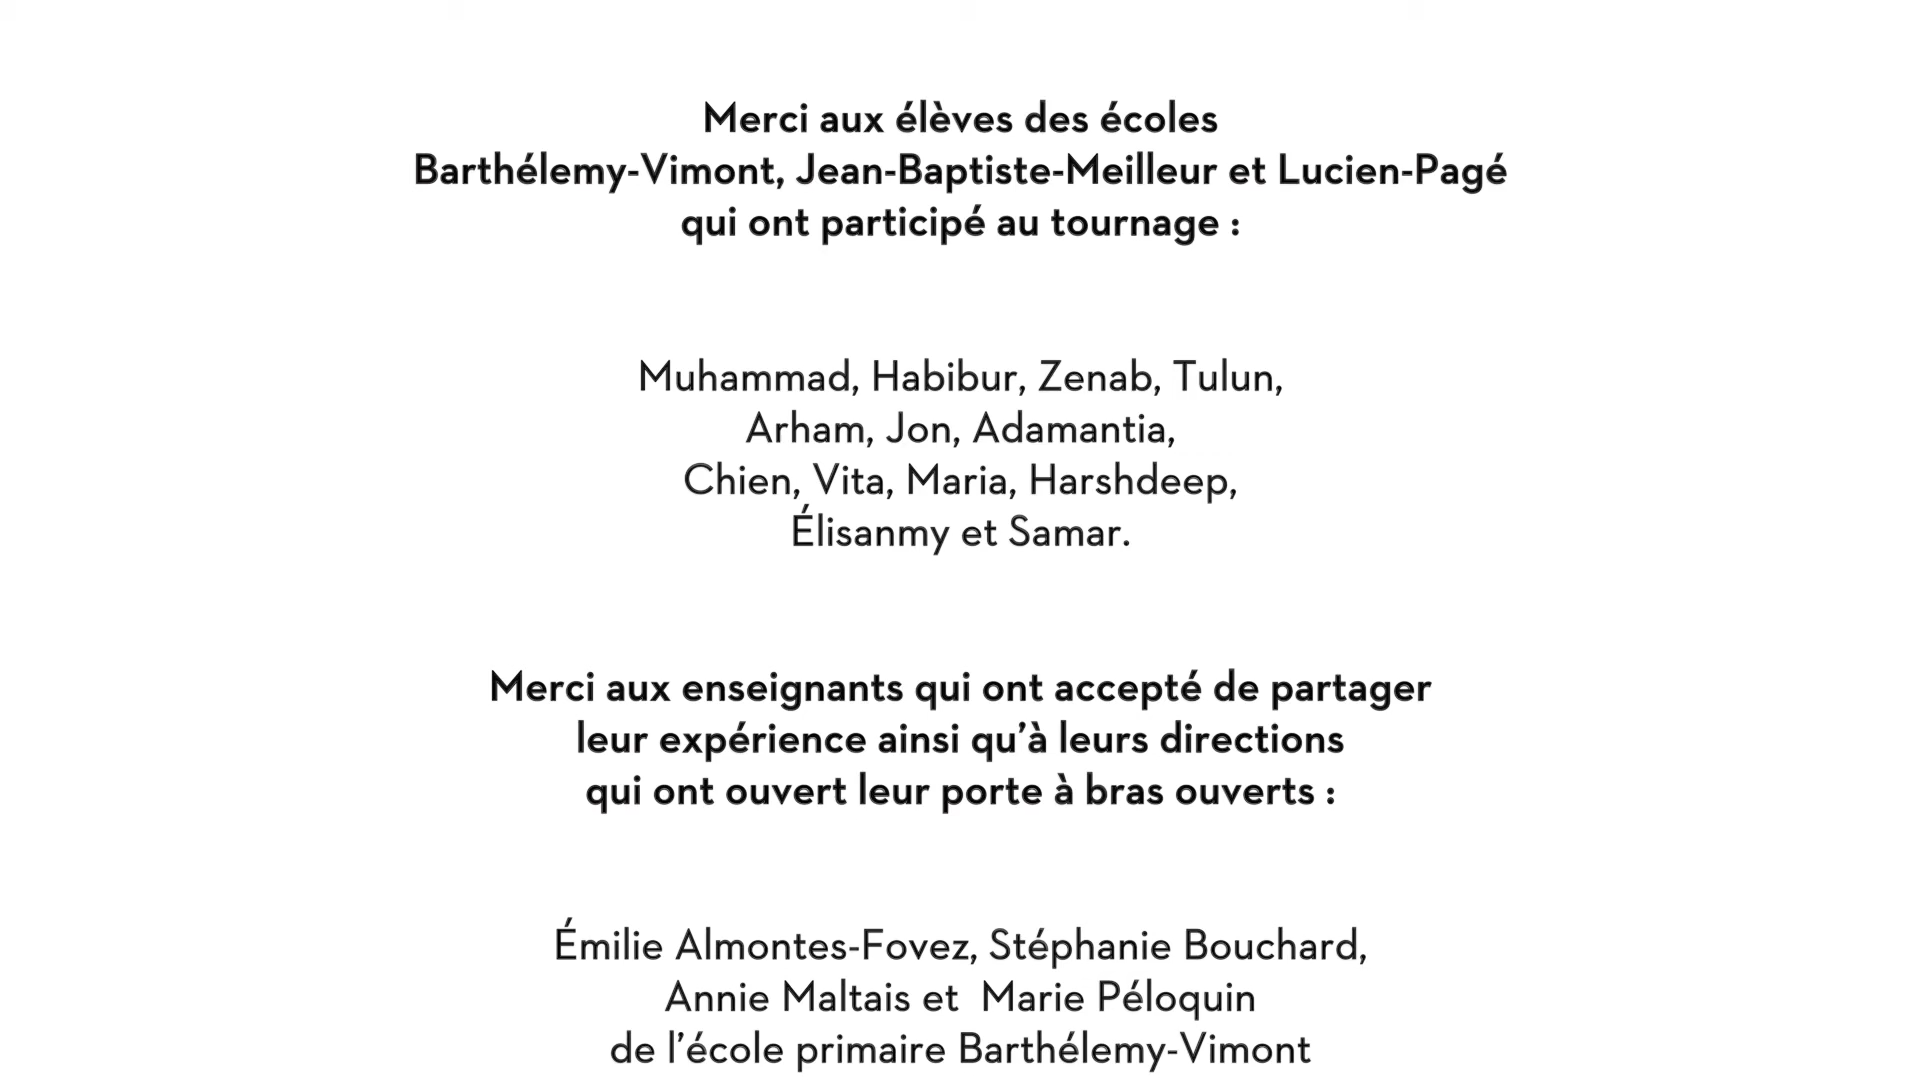 Merci aux élèves des écoles
Barthélemy-Vimont, Jean-Baptiste-Meilleur et Lucien-Pagé
qui ont participé au tournage :
Muhammad, Habibur, Zenab, Tulun,
Arham, Jon, Adamantia,
Chien, Vita, Maria, Harshdeep,
Élisanmy et Samar.
Merci aux enseignants qui ont accepté de partager
leur expérience ainsi qu’à leurs directions
qui ont ouvert leur porte à bras ouverts :
Émilie Almontes-Fovez, Stéphanie Bouchard,
Annie Maltais et  Marie Péloquin
de l’école primaire Barthélemy-Vimont